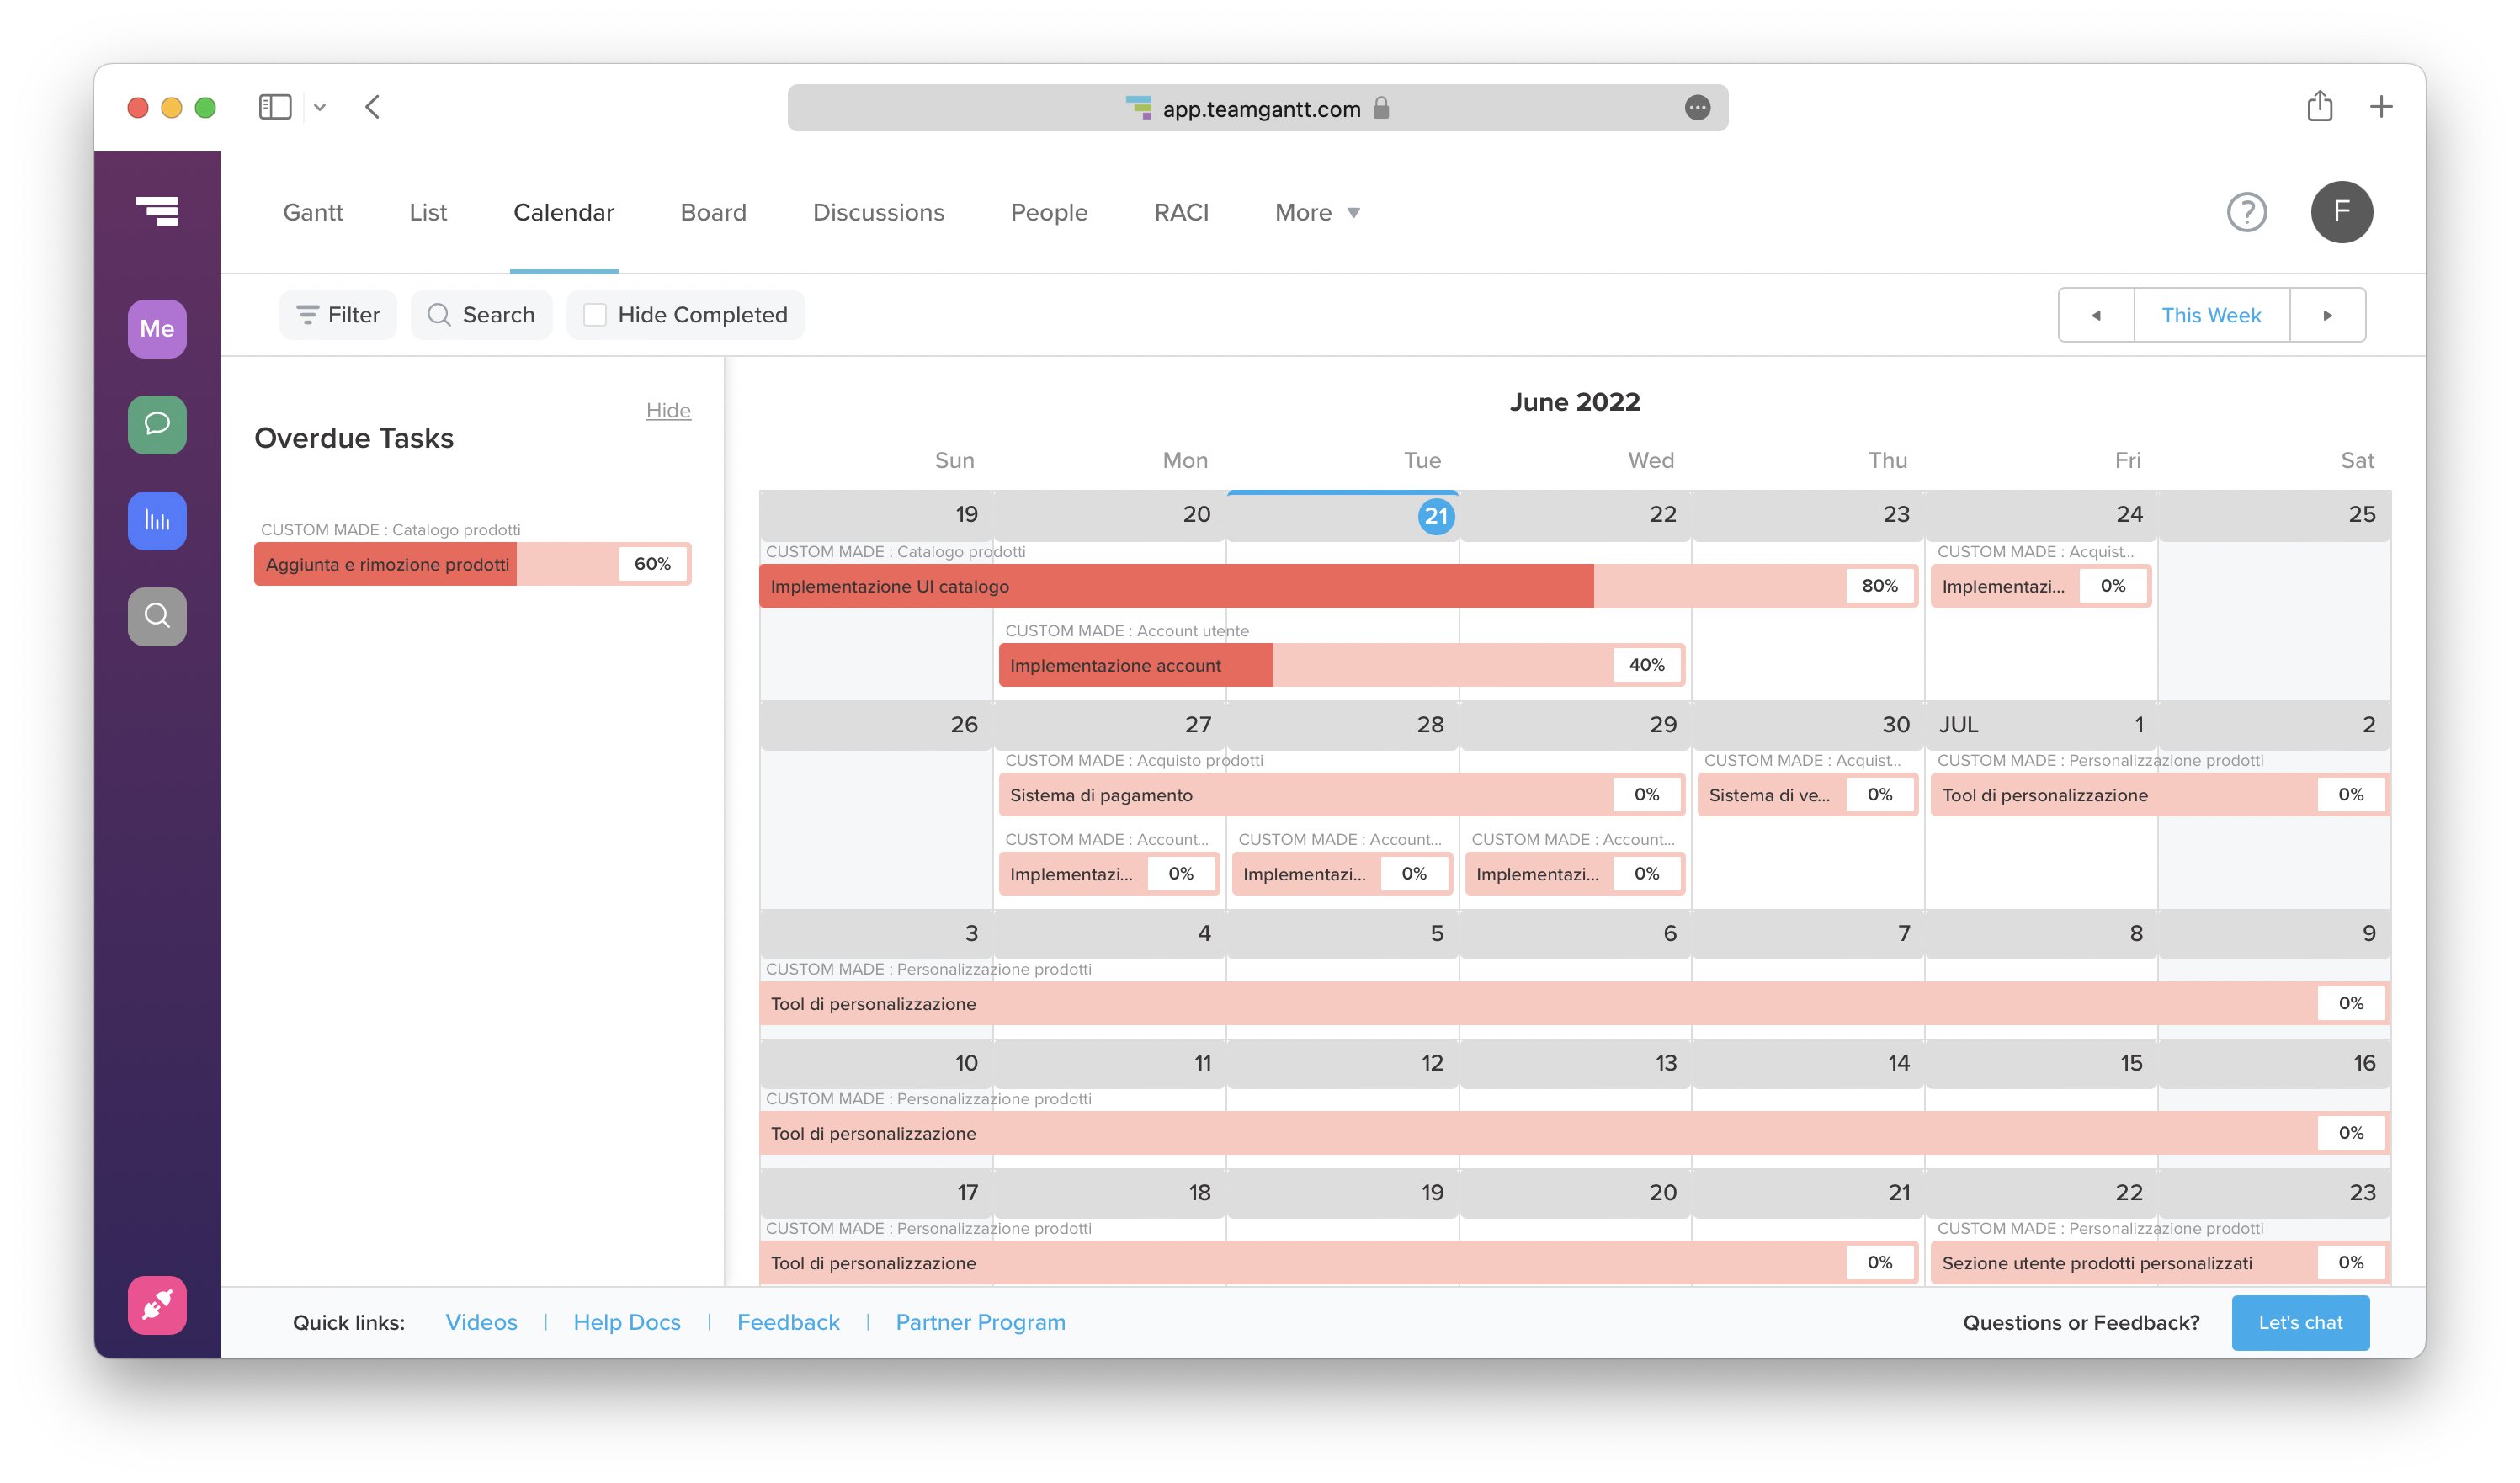 app.teamgantt.com
Gantt List Calendar Board Discussions People RACI More
F
Me
Filter Search Hide Completed
This Week
Hide
Overdue Tasks
CUSTOM MADE : Catalogo prodotti
Aggiunta e rimozione prodotti 60%
June 2022
Sun Mon Tue Wed Thu Fri Sat
19 20 21 22 23 24 25
CUSTOM MADE : Catalogo prodotti CUSTOM MADE : Acquist...
Implementazione UI catalogo 80% Implementazi... 0%
CUSTOM MADE : Account utente
Implementazione account 40%
26 27 28 29 30 JUL 1 2
CUSTOM MADE : Acquisto prodotti CUSTOM MADE : Acquist... CUSTOM MADE : Personalizzazione prodotti
Sistema di pagamento 0% Sistema di ve... 0% Tool di personalizzazione 0%
CUSTOM MADE : Account... CUSTOM MADE : Account... CUSTOM MADE : Account...
Implementazi... 0% Implementazi... 0% Implementazi... 0%
3 4 5 6 7 8 9
CUSTOM MADE : Personalizzazione prodotti
Tool di personalizzazione 0%
10 11 12 13 14 15 16
CUSTOM MADE : Personalizzazione prodotti
Tool di personalizzazione 0%
17 18 19 20 21 22 23
CUSTOM MADE : Personalizzazione prodotti CUSTOM MADE : Personalizzazione prodotti
Tool di personalizzazione 0% Sezione utente prodotti personalizzati 0%
Quick links: Videos | Help Docs | Feedback | Partner Program Questions or Feedback? Let's chat